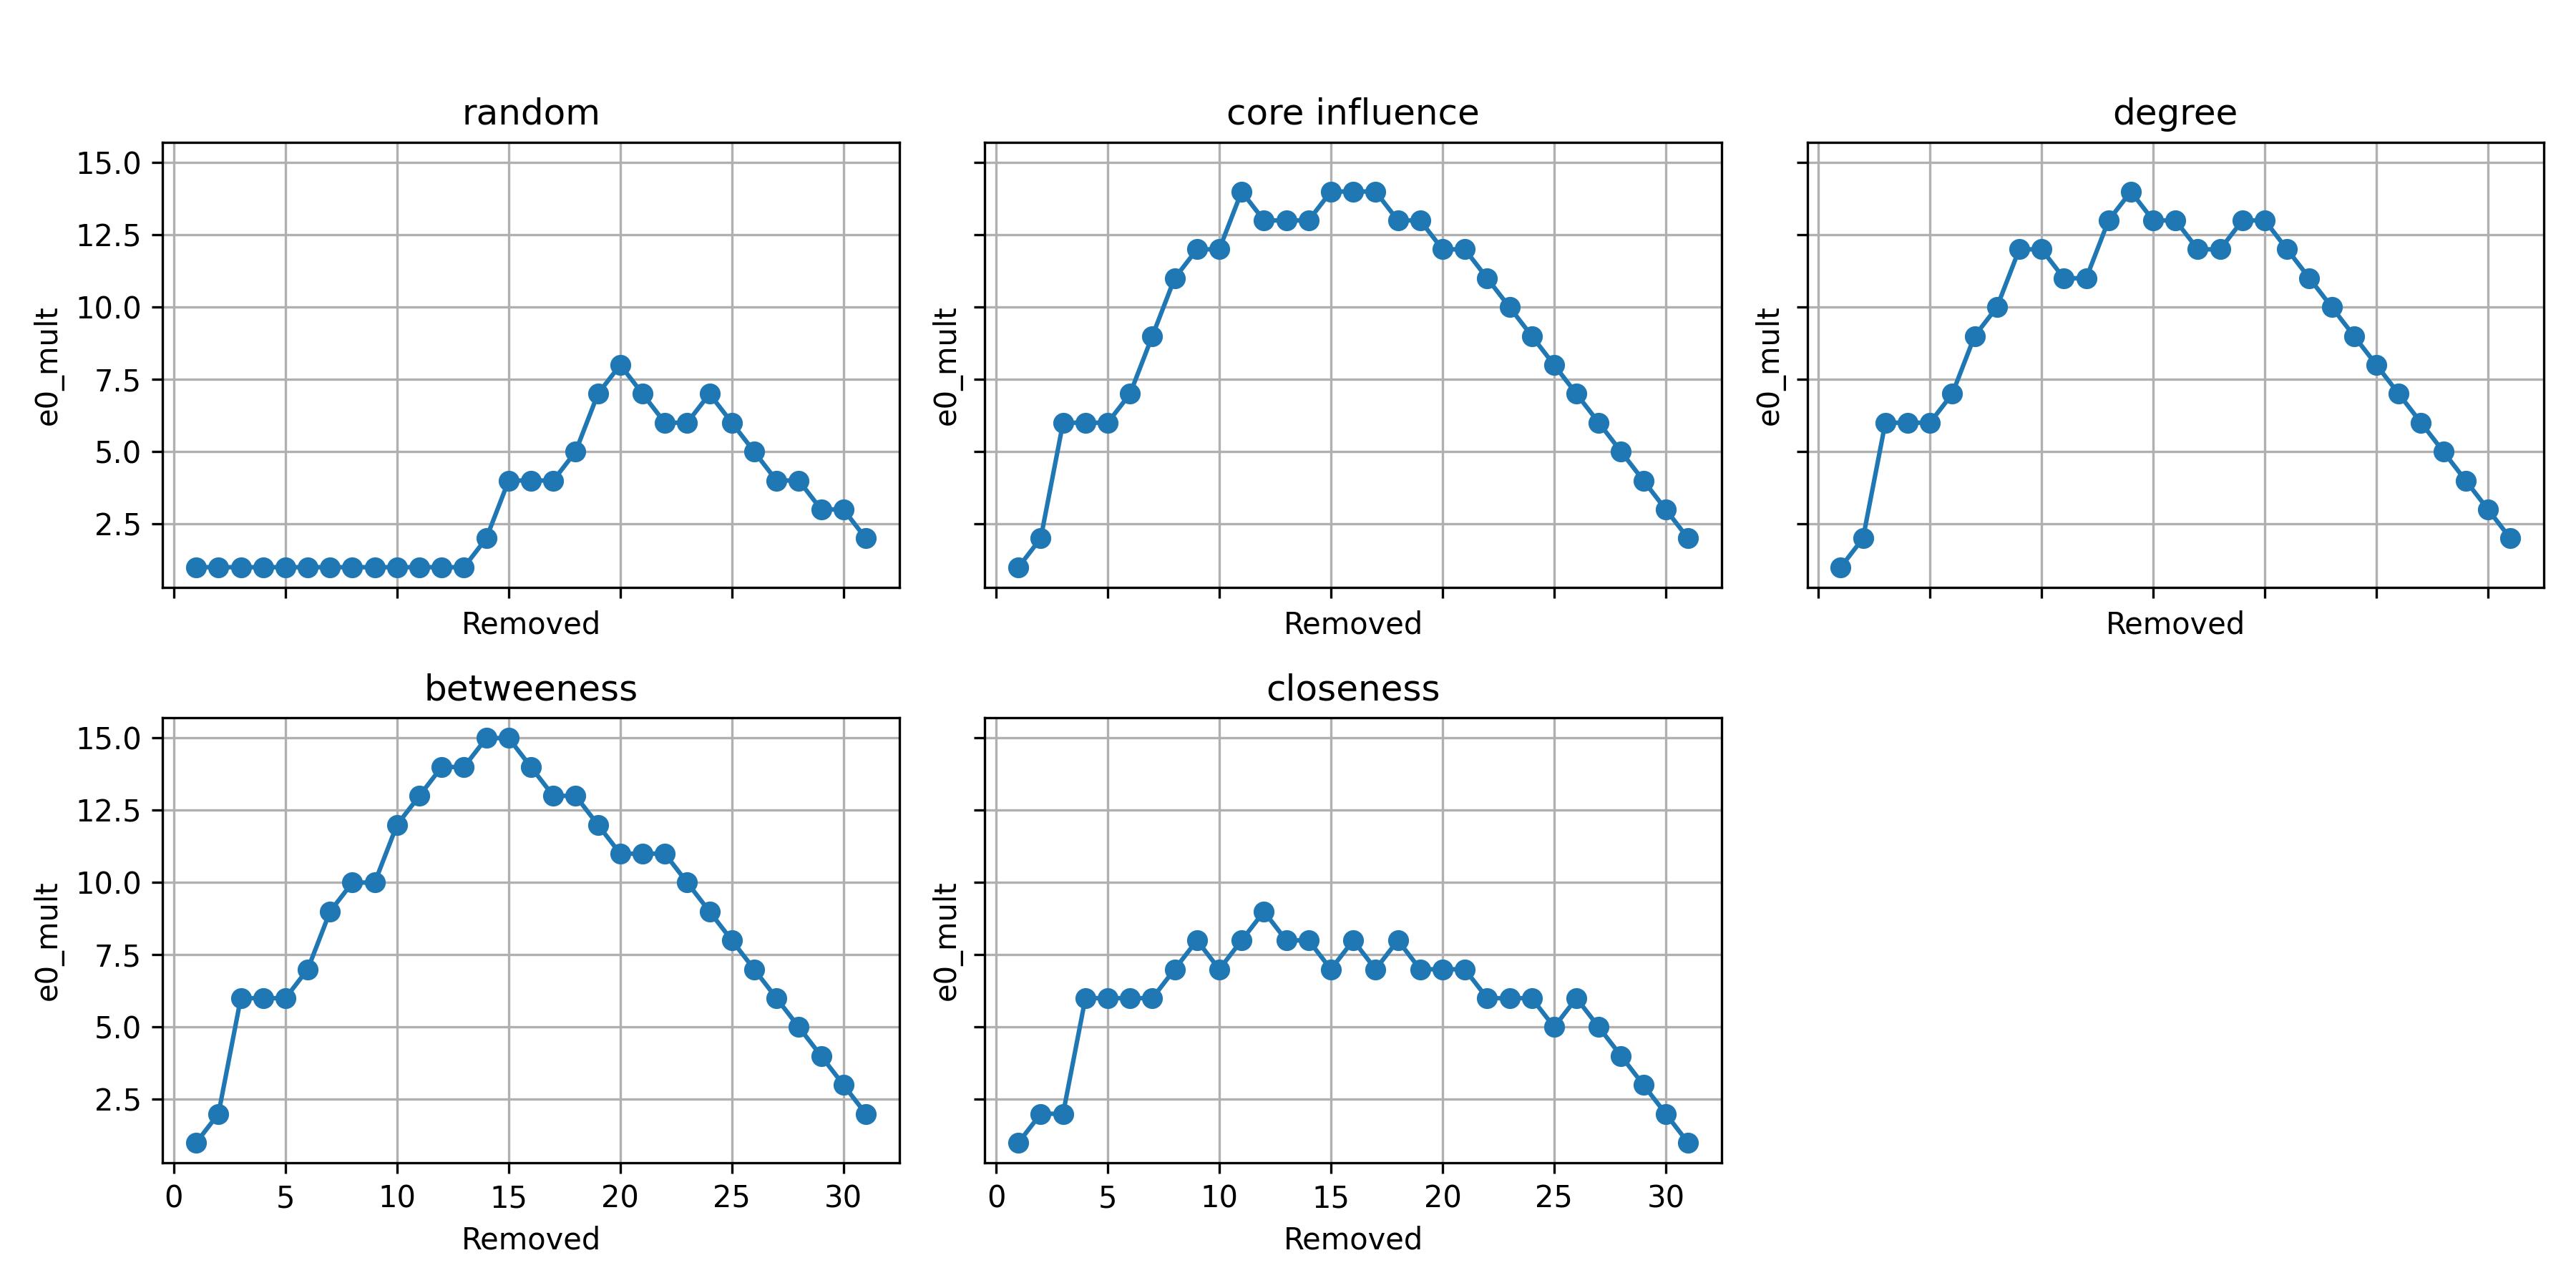 random
core influence
degree
15.0
12.5
10.0
7.5
5.0
2.5
e0_mult
e0_mult
e0_mult
Removed
Removed
Removed
betweeness
closeness
15.0
12.5
10.0
7.5
5.0
2.5
e0_mult
e0_mult
0 5 10 15 20 25 30
0 5 10 15 20 25 30
Removed
Removed